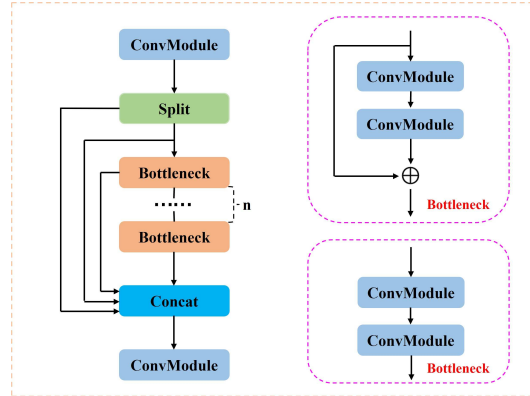 ConvModule
Split
Bottleneck
······
n
Bottleneck
Concat
ConvModule
ConvModule
ConvModule
Bottleneck
ConvModule
ConvModule
Bottleneck